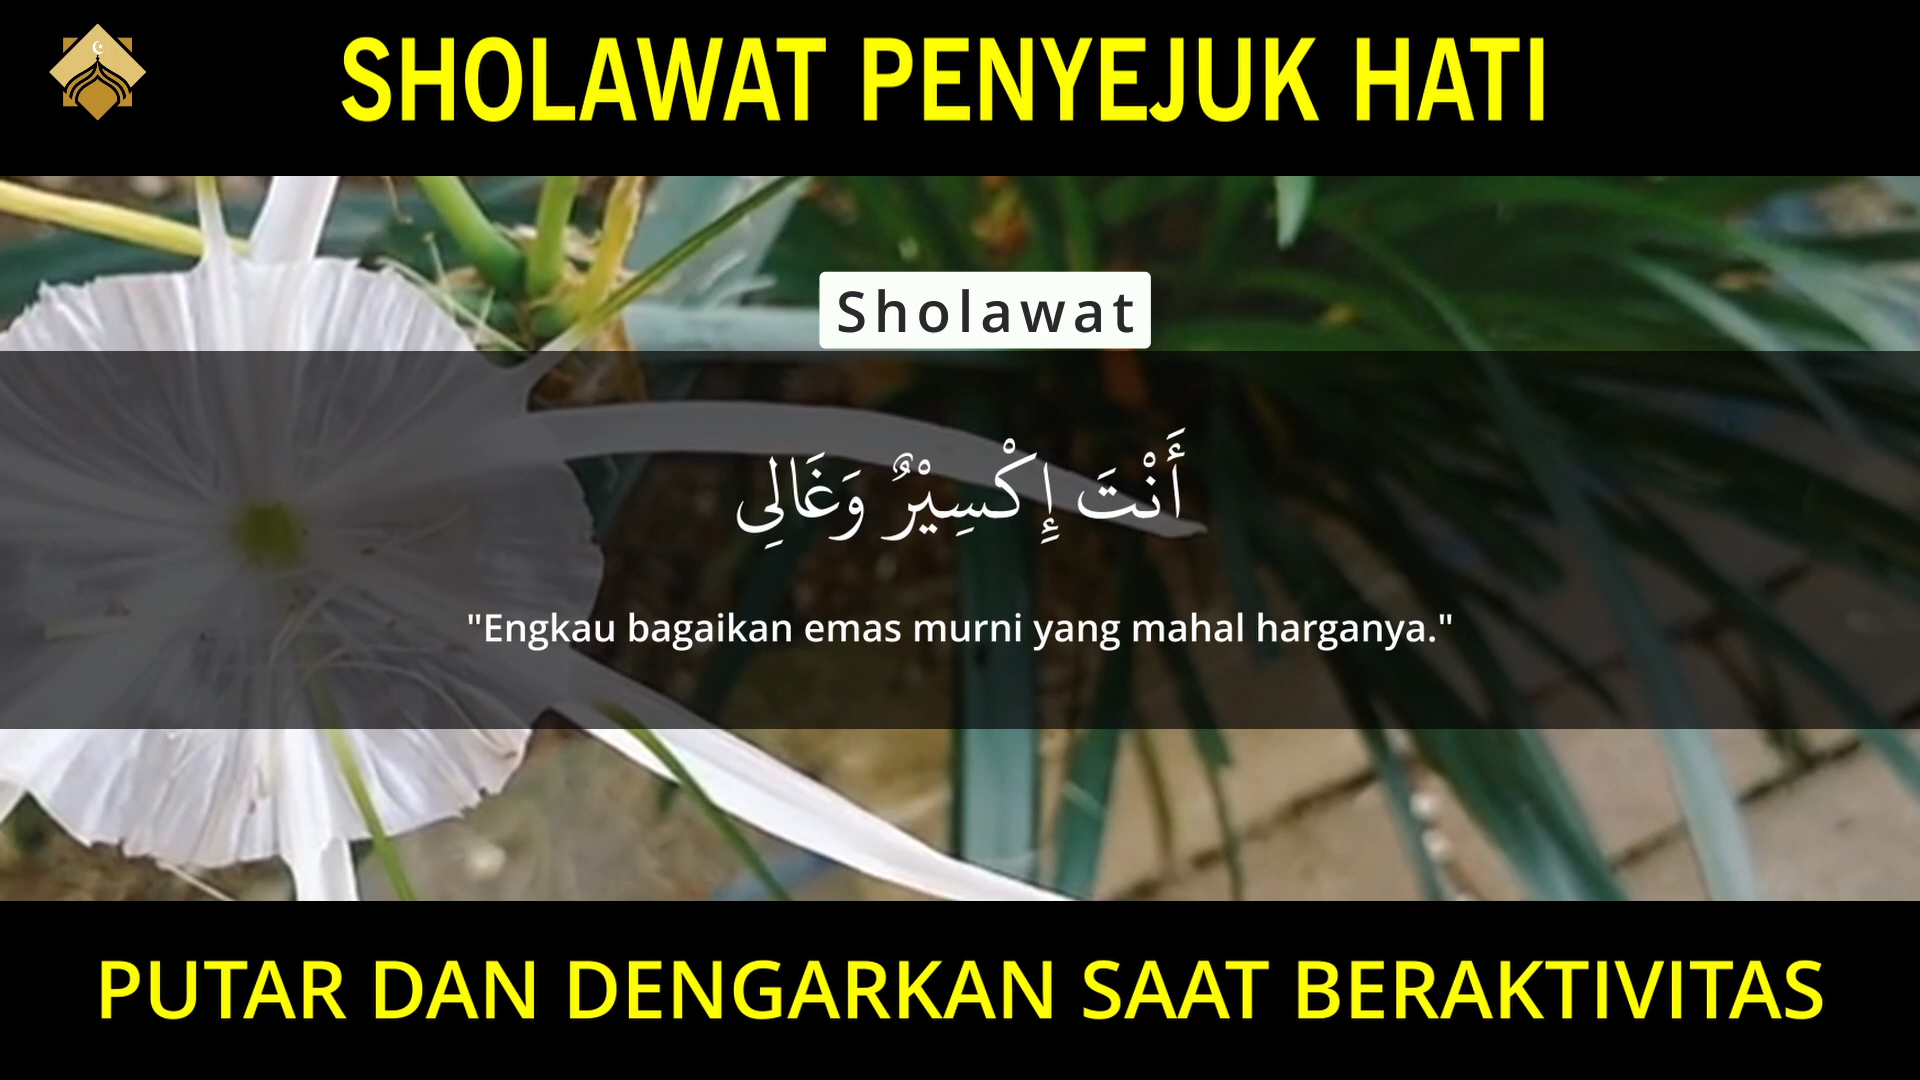 SHOLAWAT PENYEJUK HATI
Sholawat
أَنْتَ إِكْسِيْرٌ وَغَالِى
"Engkau bagaikan emas murni yang mahal harganya."
PUTAR DAN DENGARKAN SAAT BERAKTIVITAS